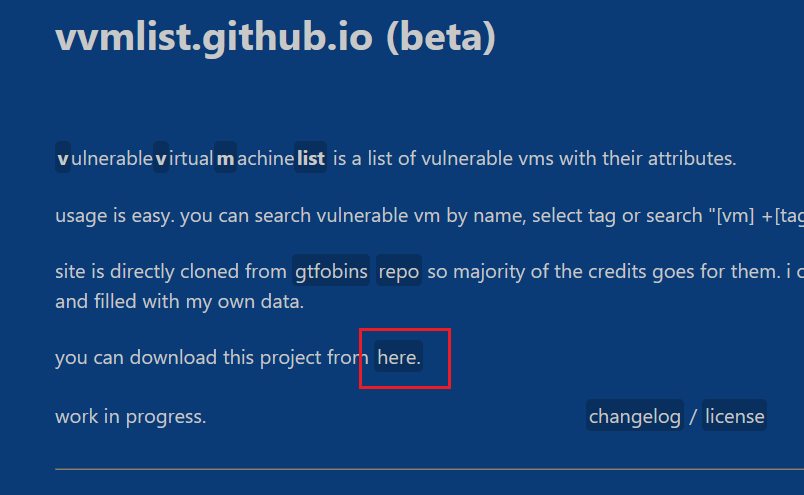 vvmlist.github.io (beta)
vulnerable virtual machine list is a list of vulnerable vms with their attributes.
usage is easy. you can search vulnerable vm by name, select tag or search "[vm] +[tag
site is directly cloned from gtfobins repo so majority of the credits goes for them. i
and filled with my own data.
you can download this project from here.
work in progress. changelog / license